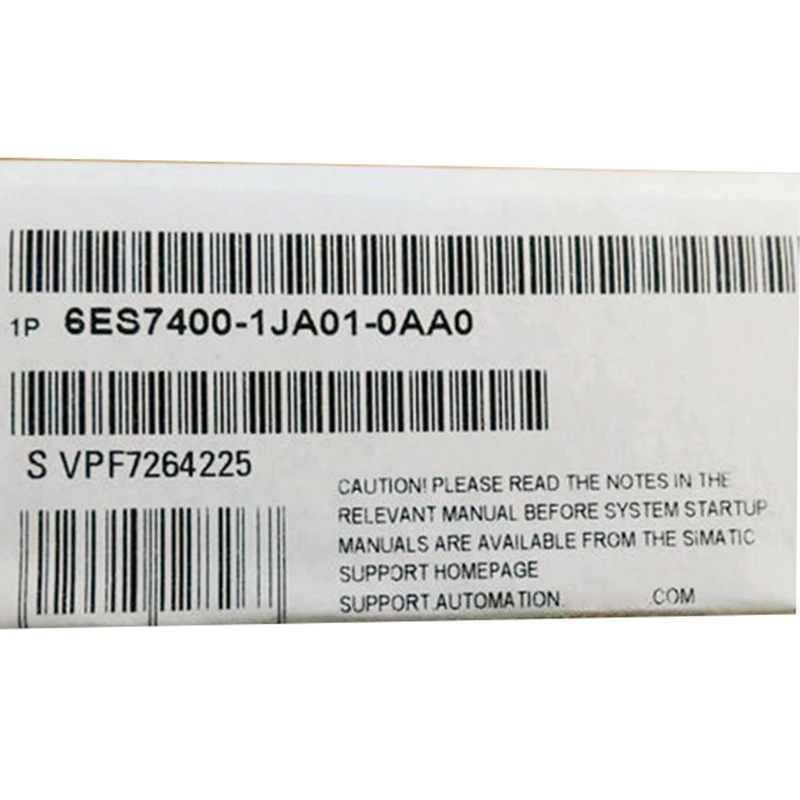 1P 6ES7400-1JA01-0AA0
S VPF7264225
CAUTION! PLEASE READ THE NOTES IN THE
RELEVANT MANUAL BEFORE SYSTEM STARTUP.
MANUALS ARE AVAILABLE FROM THE SIMATIC
SUPPORT HOMEPAGE
SUPPORT.AUTOMATION. .COM